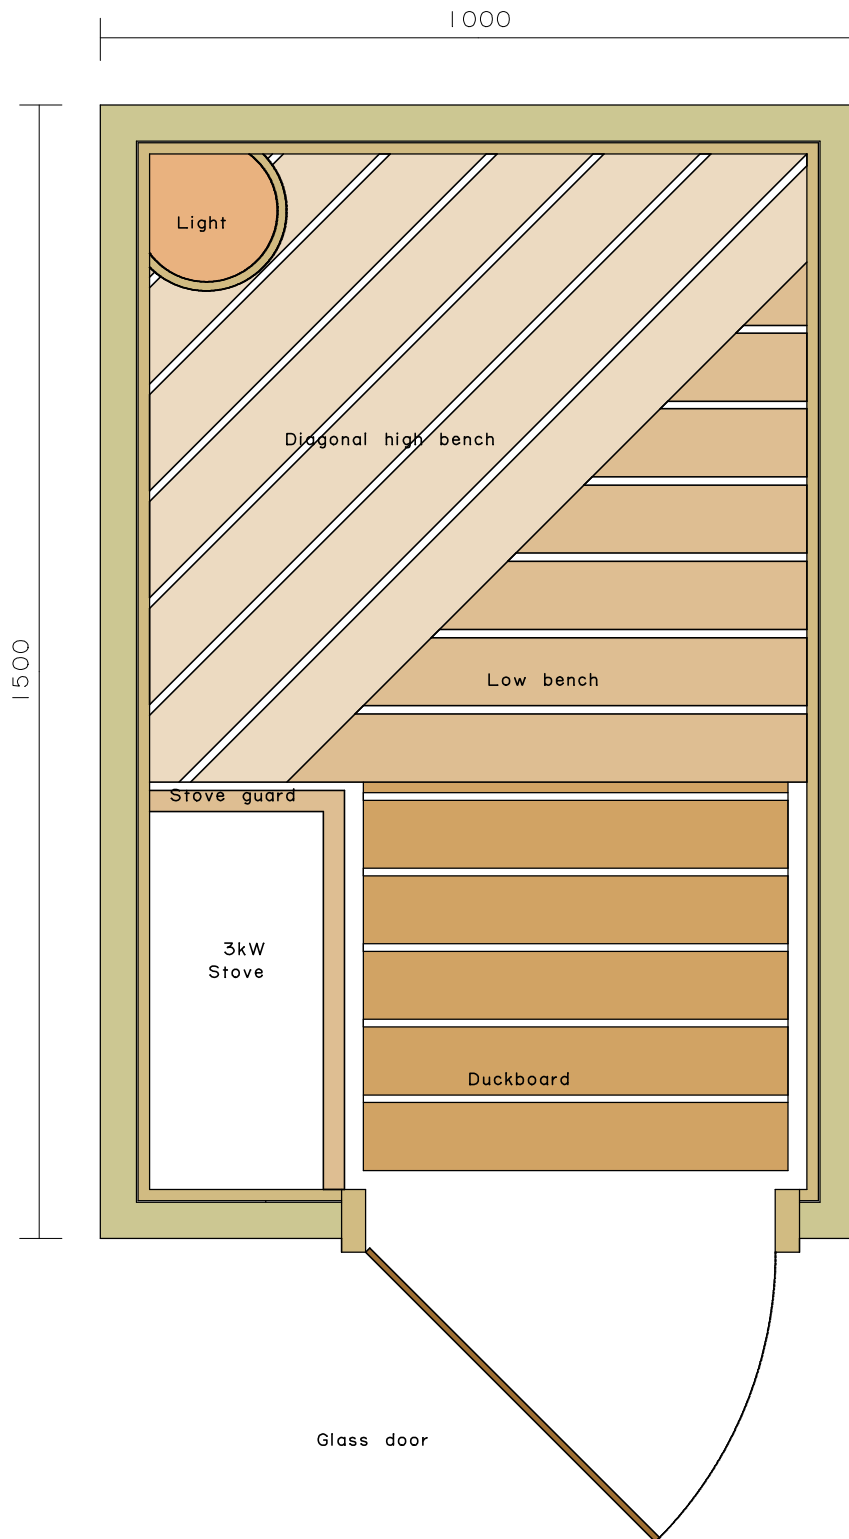 1000
Light
Diagonal high bench
1500
Low bench
Stove guard
3kW
Stove
Duckboard
Glass door